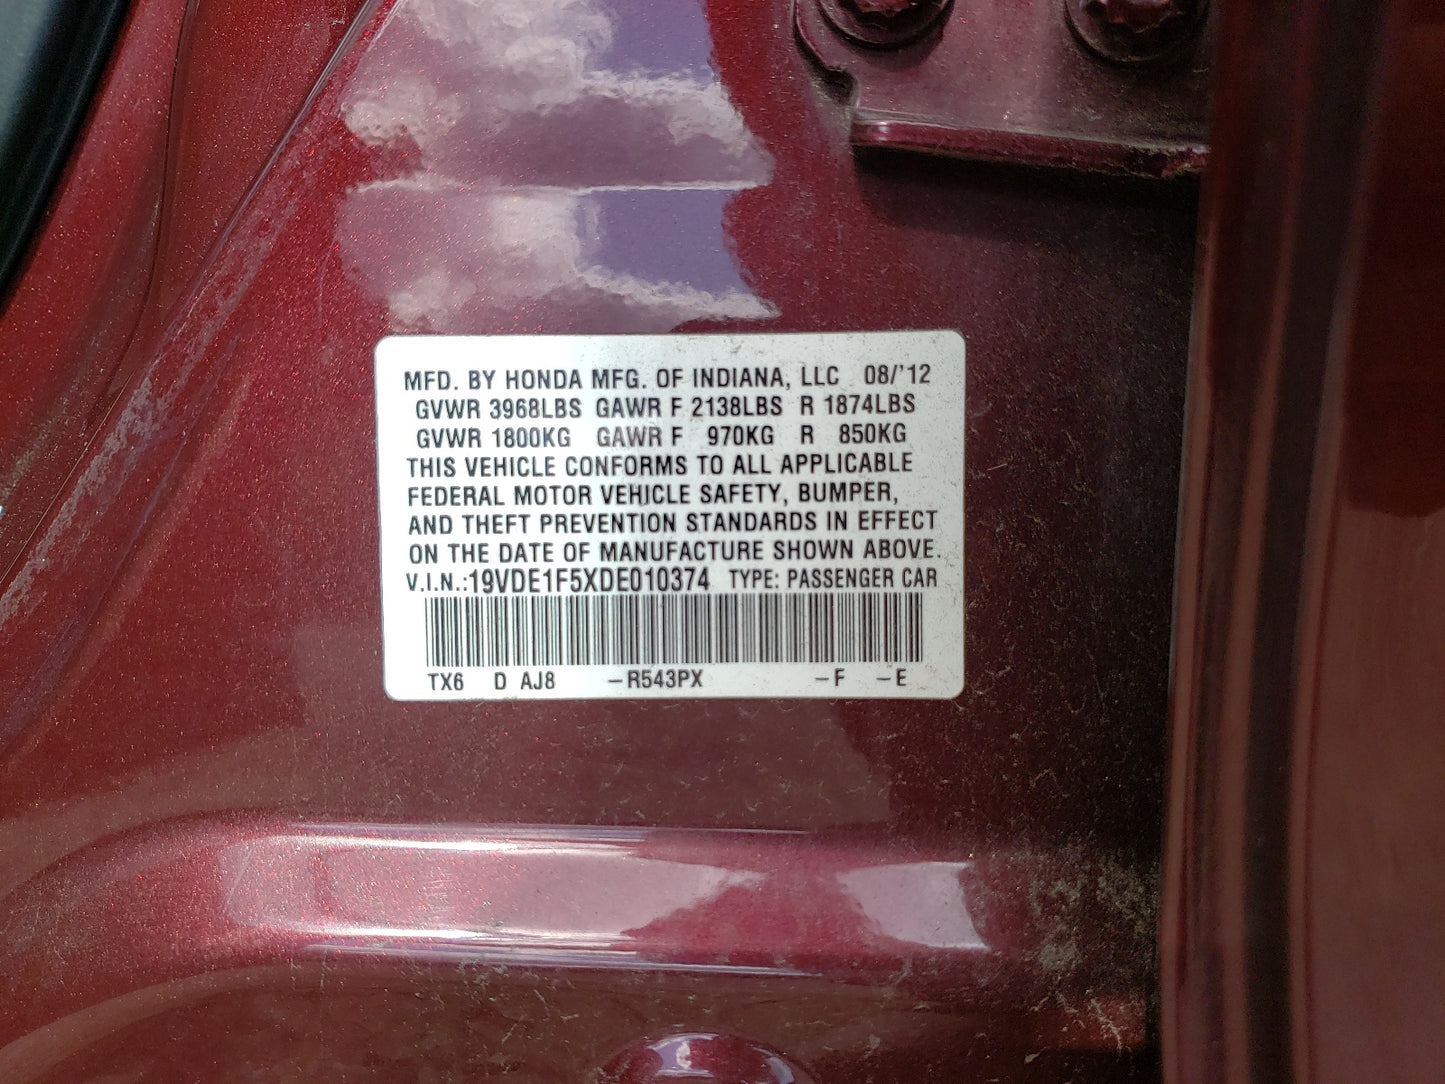 MFD. BY HONDA MFG. OF INDIANA, LLC 08/'12
GVWR 3968LBS GAWR F 2138LBS R 1874LBS
GVWR 1800KG GAWR F 970KG R 850KG
THIS VEHICLE CONFORMS TO ALL APPLICABLE
FEDERAL MOTOR VEHICLE SAFETY, BUMPER,
AND THEFT PREVENTION STANDARDS IN EFFECT
ON THE DATE OF MANUFACTURE SHOWN ABOVE.
V.I.N.:19VDE1F5XDE010374 TYPE: PASSENGER CAR
TX6 D AJ8 -R543PX -F -E